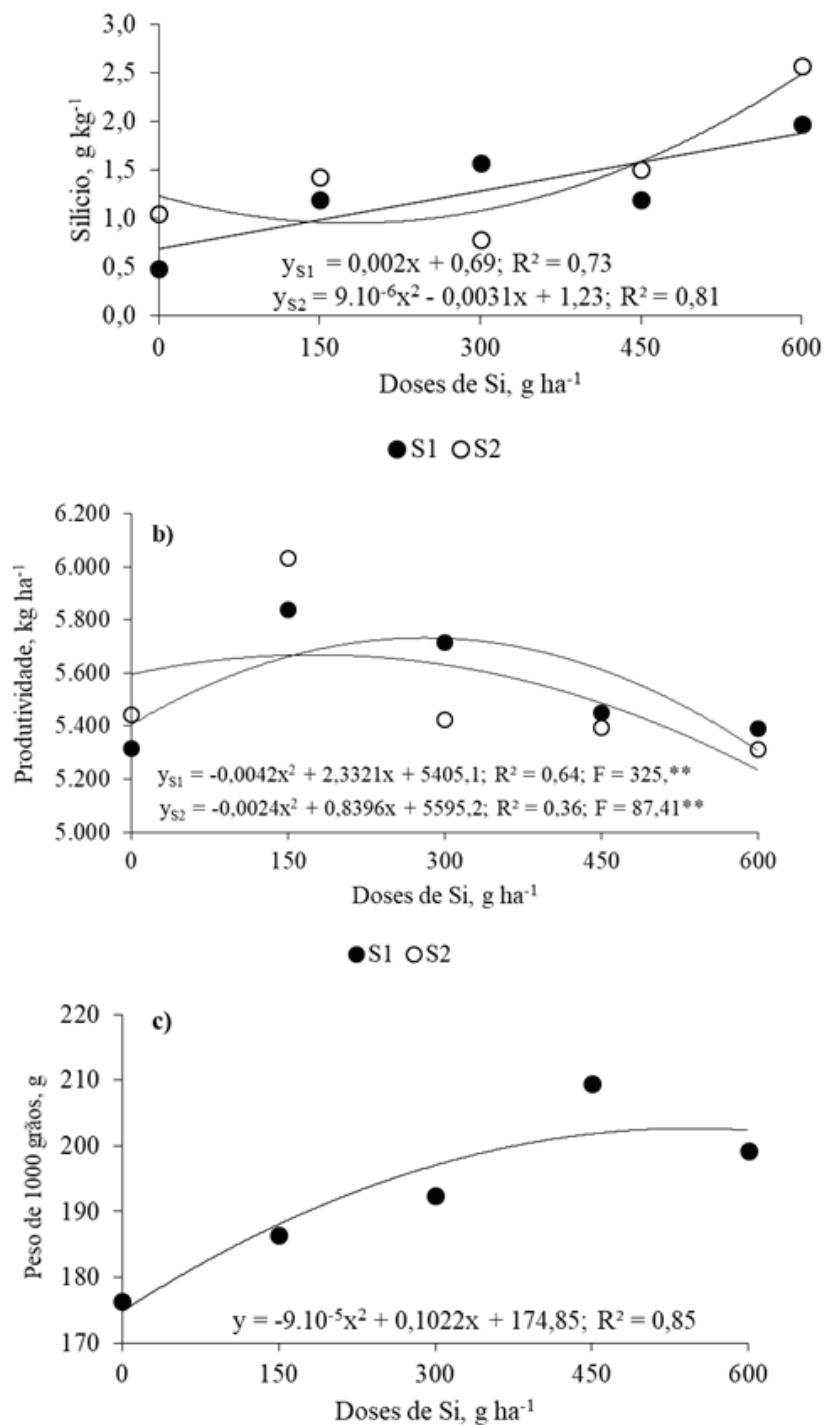 3,0
2,5
2,0
1,5
1,0
0,5
0,0
Silicio, g kg-1
yS1 = 0,002x + 0,69; R² = 0,73
yS2 = 9.10-6x² - 0,0031x + 1,23; R² = 0,81
0 150 300 450 600
Doses de Si, g ha-1
S1 S2
6.200
6.000
5.800
5.600
5.400
5.200
5.000
Produtividade, kg ha-1
b)
yS1 = -0,0042x² + 2,3321x + 5405,1; R² = 0,64; F = 325,**
yS2 = -0,0024x² + 0,8396x + 5595,2; R² = 0,36; F = 87,41**
0 150 300 450 600
Doses de Si, g ha-1
S1 S2
220
210
200
190
180
170
Peso de 1000 grãos, g
c)
y = -9.10-5x² + 0,1022x + 174,85; R² = 0,85
0 150 300 450 600
Doses de Si, g ha-1